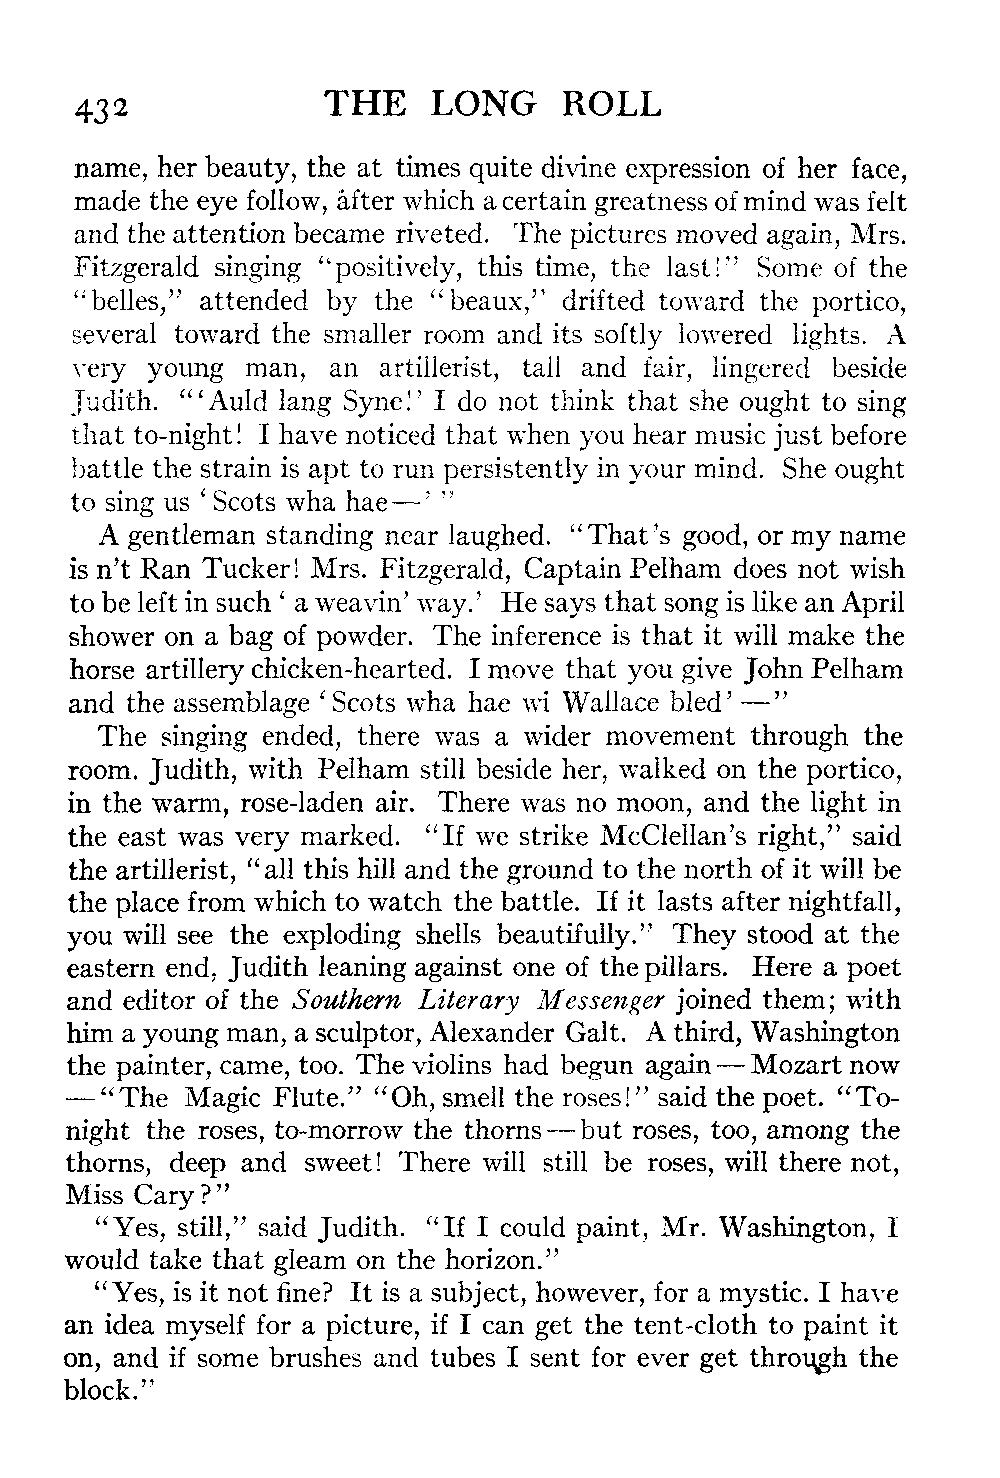 432 THE LONG ROLL
name, her beauty, the at times quite divine expression of her face,
made the eye follow, after which a certain greatness of mind was felt
and the attention became riveted. The pictures moved again, Mrs.
Fitzgerald singing “positively, this time, the last!” Some of the
“belles,” attended by the “beaux,” drifted toward the portico,
several toward the smaller room and its softly lowered lights. A
very young man, an artillerist, tall and fair, lingered beside
Judith. “‘Auld lang Syne!’ I do not think that she ought to sing
that to-night! I have noticed that when you hear music just before
battle the strain is apt to run persistently in your mind. She ought
to sing us ‘Scots wha hae—’ ”
A gentleman standing near laughed. “That’s good, or my name
is n’t Ran Tucker! Mrs. Fitzgerald, Captain Pelham does not wish
to be left in such ‘ a weavin’ way.’ He says that song is like an April
shower on a bag of powder. The inference is that it will make the
horse artillery chicken-hearted. I move that you give John Pelham
and the assemblage ‘Scots wha hae wi Wallace bled’ —”
The singing ended, there was a wider movement through the
room. Judith, with Pelham still beside her, walked on the portico,
in the warm, rose-laden air. There was no moon, and the light in
the east was very marked. “If we strike McClellan’s right,” said
the artillerist, “all this hill and the ground to the north of it will be
the place from which to watch the battle. If it lasts after nightfall,
you will see the exploding shells beautifully.” They stood at the
eastern end, Judith leaning against one of the pillars. Here a poet
and editor of the Southern Literary Messenger joined them; with
him a young man, a sculptor, Alexander Galt. A third, Washington
the painter, came, too. The violins had begun again — Mozart now
— “The Magic Flute.” “Oh, smell the roses!” said the poet. “To-
night the roses, to-morrow the thorns — but roses, too, among the
thorns, deep and sweet! There will still be roses, will there not,
Miss Cary?”
“Yes, still,” said Judith. “If I could paint, Mr. Washington, I
would take that gleam on the horizon.”
“Yes, is it not fine? It is a subject, however, for a mystic. I have
an idea myself for a picture, if I can get the tent-cloth to paint it
on, and if some brushes and tubes I sent for ever get through the
block.”